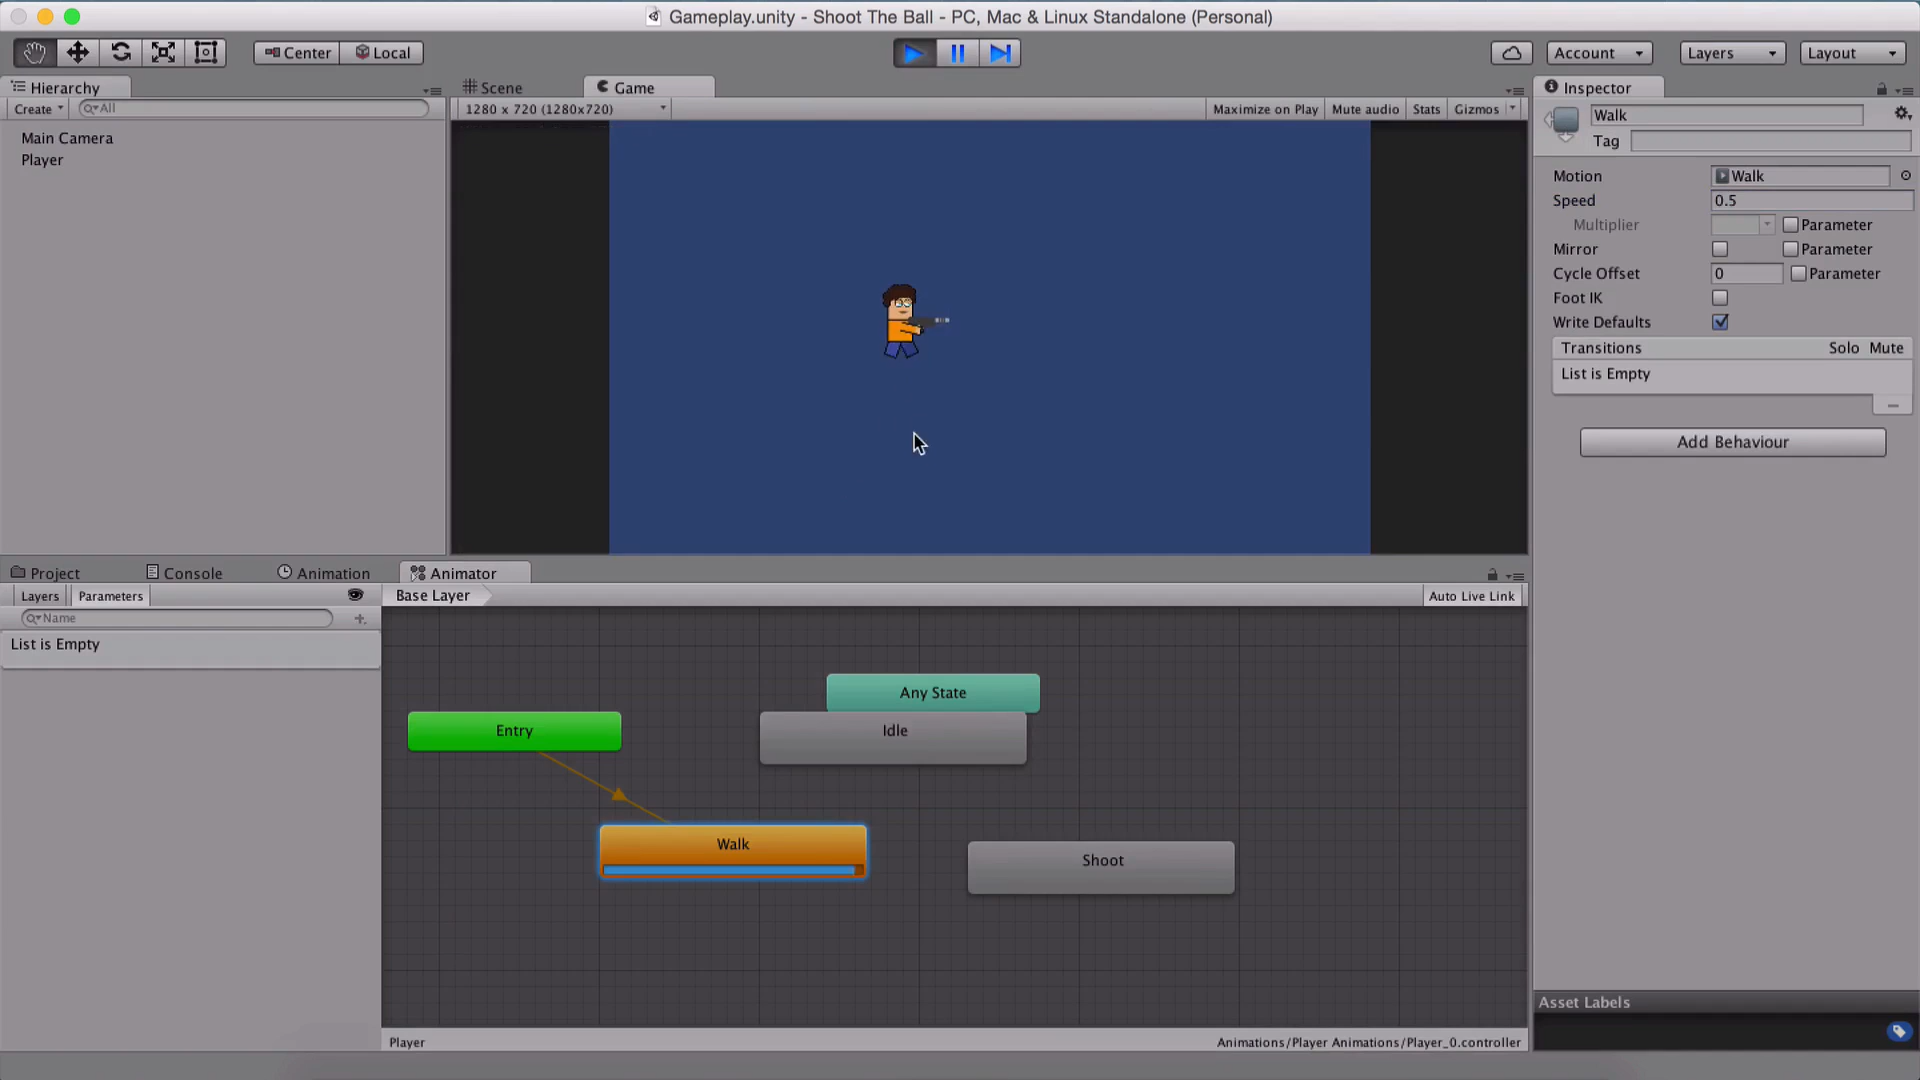 Gameplay.unity - Shoot The Ball - PC, Mac & Linux Standalone (Personal)
Center Local Account Layers Layout
Hierarchy
Create All
Main Camera
Player
Scene Game
1280 x 720 (1280x720) Maximize on Play Mute audio Stats Gizmos
Inspector
Walk
Tag
Motion Walk
Speed 0.5
Multiplier Parameter
Mirror Parameter
Cycle Offset 0 Parameter
Foot IK
Write Defaults
Transitions Solo Mute
List is Empty
Add Behaviour
Project Console Animation Animator
Layers Parameters
Name
List is Empty
Base Layer Auto Live Link
Any State
Entry
Idle
Walk
Shoot
Player Animations/Player Animations/Player_0.controller
Asset Labels